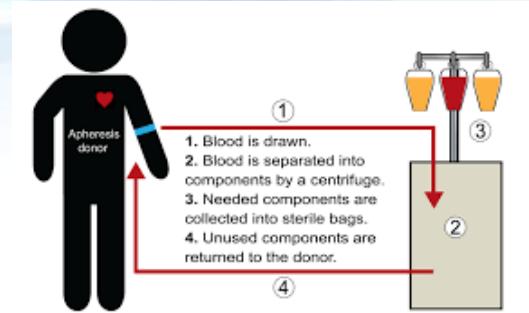 Apheresis
donor
①
1. Blood is drawn.
2. Blood is separated into
components by a centrifuge.
3. Needed components are
collected into sterile bags.
4. Unused components are
returned to the donor.
③
②
④